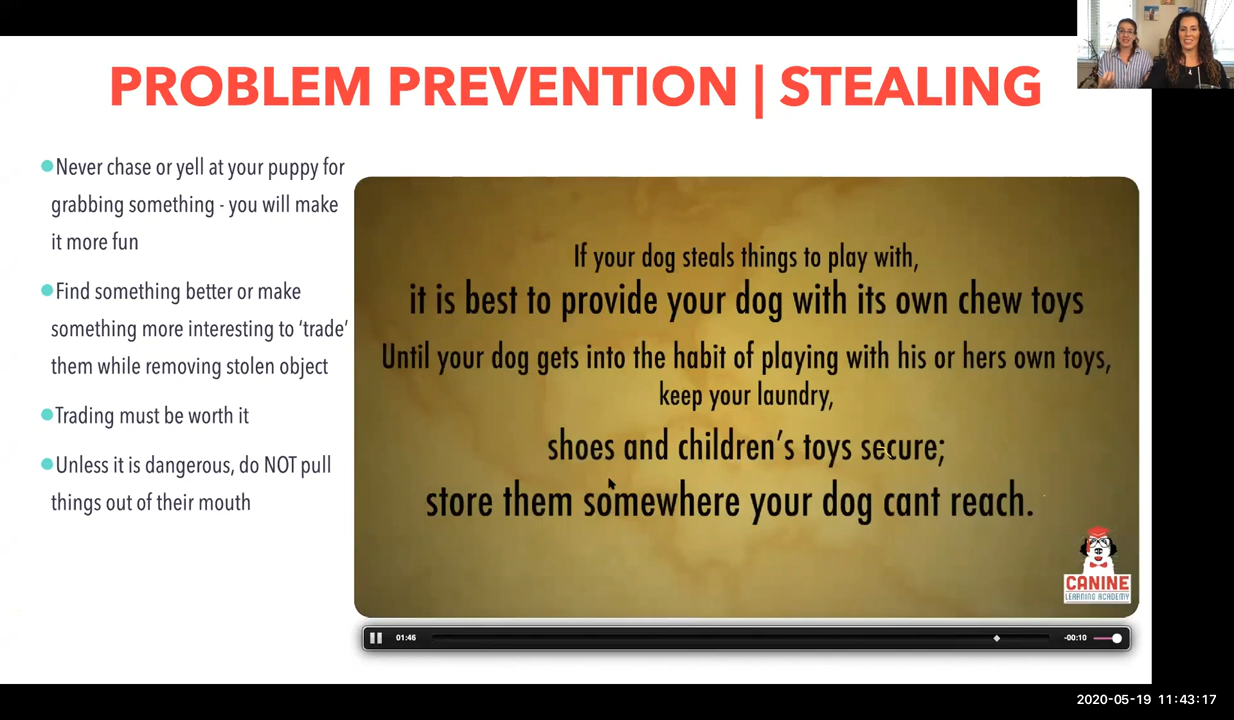 PROBLEM PREVENTION | STEALING
Never chase or yell at your puppy for
grabbing something - you will make
it more fun
Find something better or make
something more interesting to ‘trade’
them while removing stolen object
Trading must be worth it
Unless it is dangerous, do NOT pull
things out of their mouth
If your dog steals things to play with,
it is best to provide your dog with its own chew toys
Until your dog gets into the habit of playing with his or hers own toys,
keep your laundry,
shoes and children’s toys secure;
store them somewhere your dog cant reach.
CANINE
LEARNING ACADEMY
01:46
-00:10
2020-05-19 11:43:17